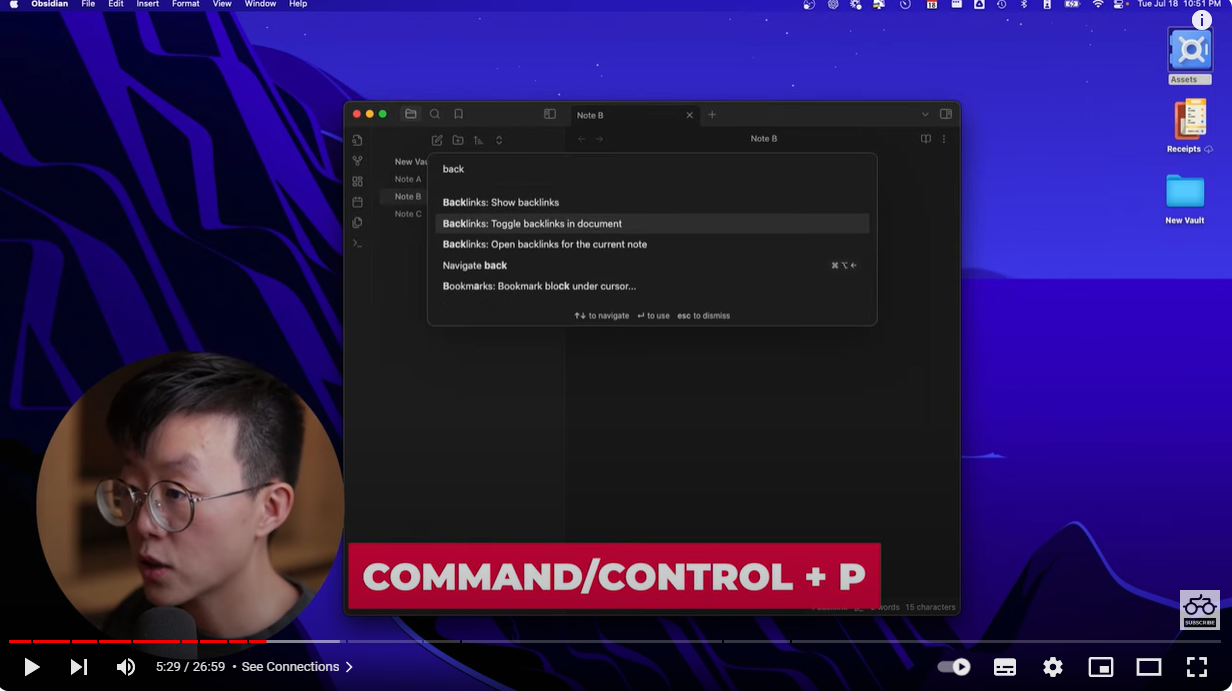 Obsidian File Edit Insert Format View Window Help
Tue Jul 18 10:51 PM
Assets
Receipts
New Vault
Note B
Note B
New Vau
Note A
Note B
Note C
back
Backlinks: Show backlinks
Backlinks: Toggle backlinks in document
Backlinks: Open backlinks for the current note
Navigate back ⌘ ⌥ ←
Bookmarks: Bookmark block under cursor...
↑↓ to navigate ↵ to use esc to dismiss
COMMAND/CONTROL + P
words 15 characters
SUBSCRIBE
5:29 / 26:59 • See Connections >